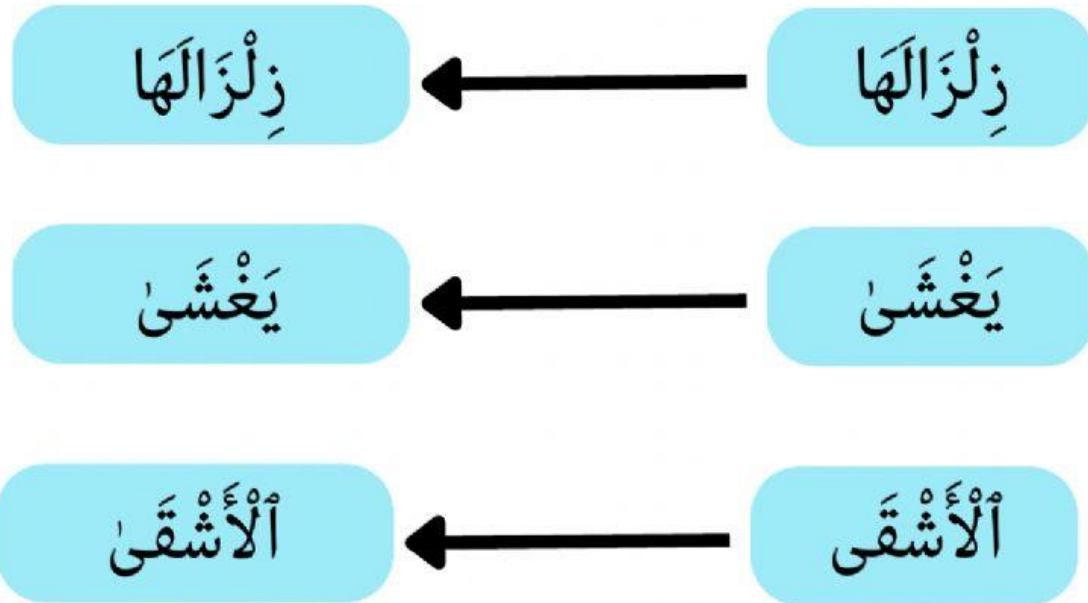 زِلْزَالَهَا زِلْزَالَهَا
يَغْشَىٰ يَغْشَىٰ
ٱلْأَشْقَى ٱلْأَشْقَىٰ